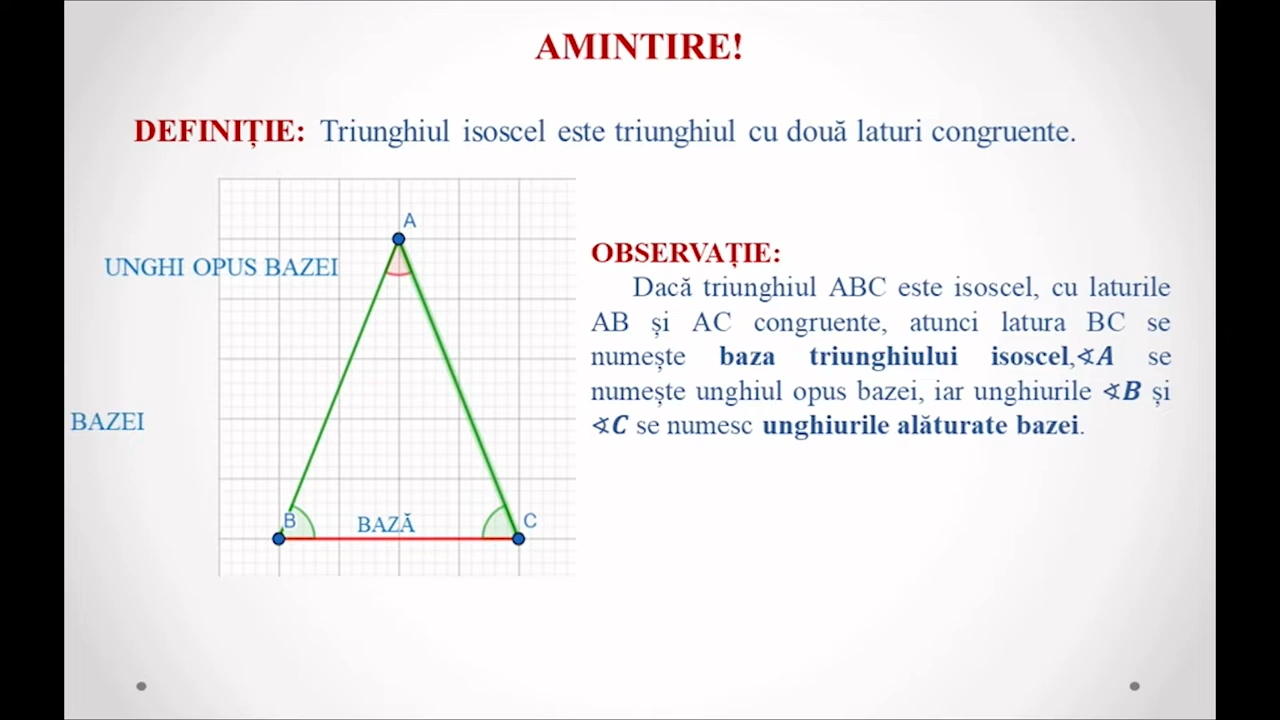 AMINTIRE!
DEFINIȚIE: Triunghiul isoscel este triunghiul cu două laturi congruente.
A
UNGHI OPUS BAZEI
BAZEI
B
BAZĂ
C
OBSERVAȚIE:
Dacă triunghiul ABC este isoscel, cu laturile
AB și AC congruente, atunci latura BC se
numește baza triunghiului isoscel,∢A se
numește unghiul opus bazei, iar unghiurile ∢B și
∢C se numesc unghiurile alăturate bazei.